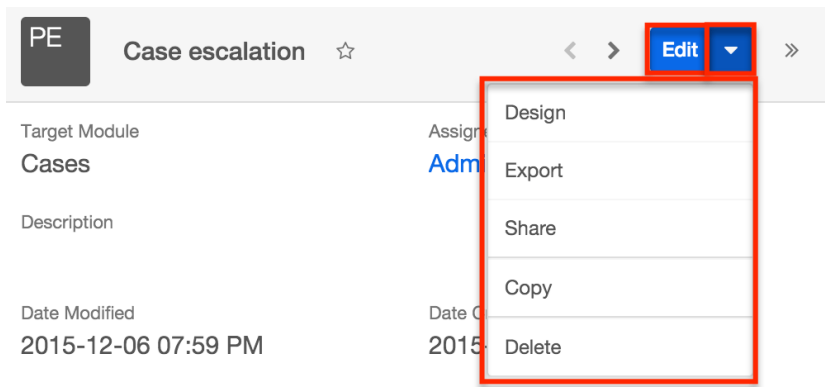 PE
Case escalation
Edit
Design
Export
Share
Copy
Delete
Target Module
Cases
Description
Date Modified
2015-12-06 07:59 PM